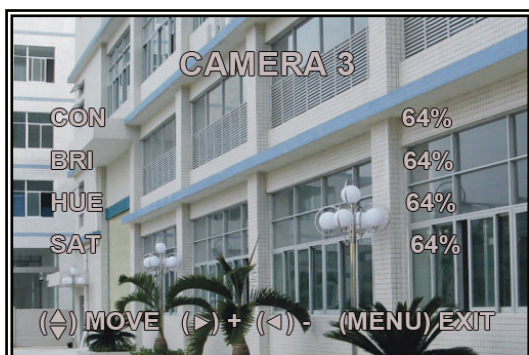 CAMERA 3
CON 64%
BRI 64%
HUE 64%
SAT 64%
(▲▼) MOVE (►) + (◄) - (MENU) EXIT